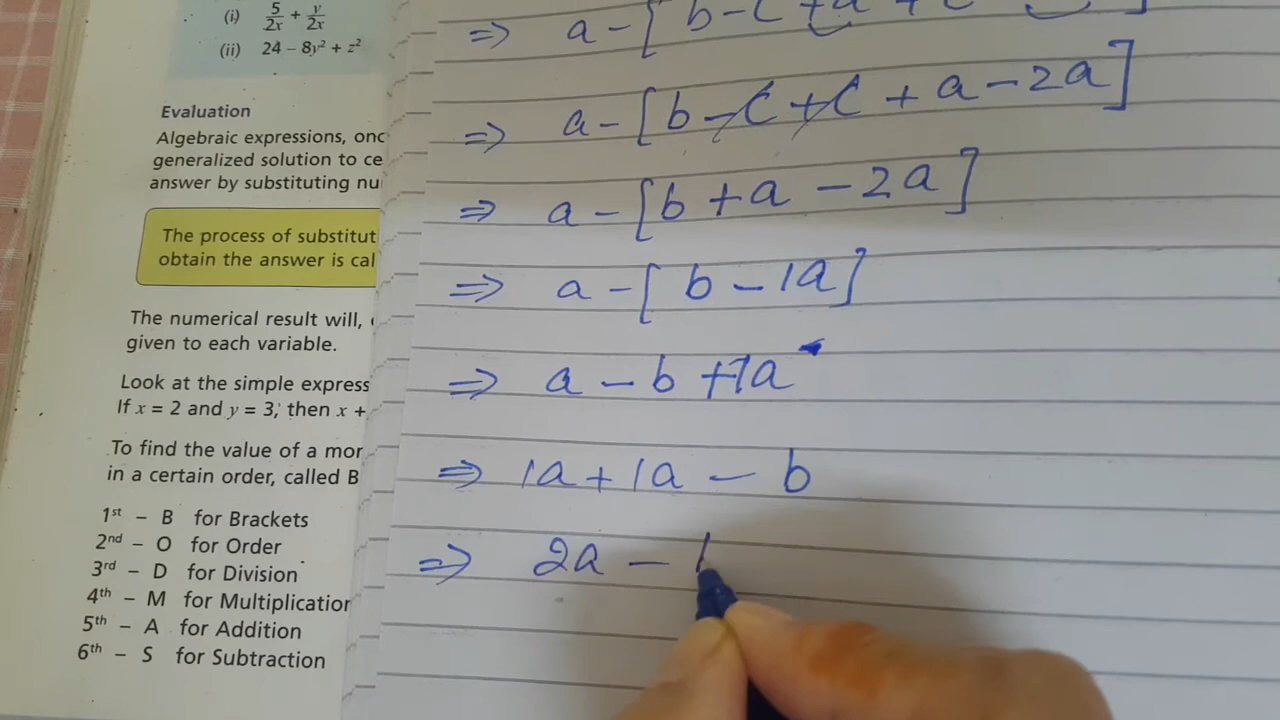 (i) 5/2x + y/2x
(ii) 24 – 8y² + z²
Evaluation
Algebraic expressions, onc
generalized solution to ce
answer by substituting nu
The process of substitut
obtain the answer is cal
The numerical result will,
given to each variable.
Look at the simple express
If x = 2 and y = 3, then x +
To find the value of a mor
in a certain order, called B
1st – B for Brackets
2nd – O for Order
3rd – D for Division
4th – M for Multiplication
5th – A for Addition
6th – S for Subtraction
⇒ a - [b - c + a + c
⇒ a - [b - c + c + a - 2a]
⇒ a - [b + a - 2a]
⇒ a - [b - 1a]
⇒ a - b + 1a
⇒ 1a + 1a - b
⇒ 2a -